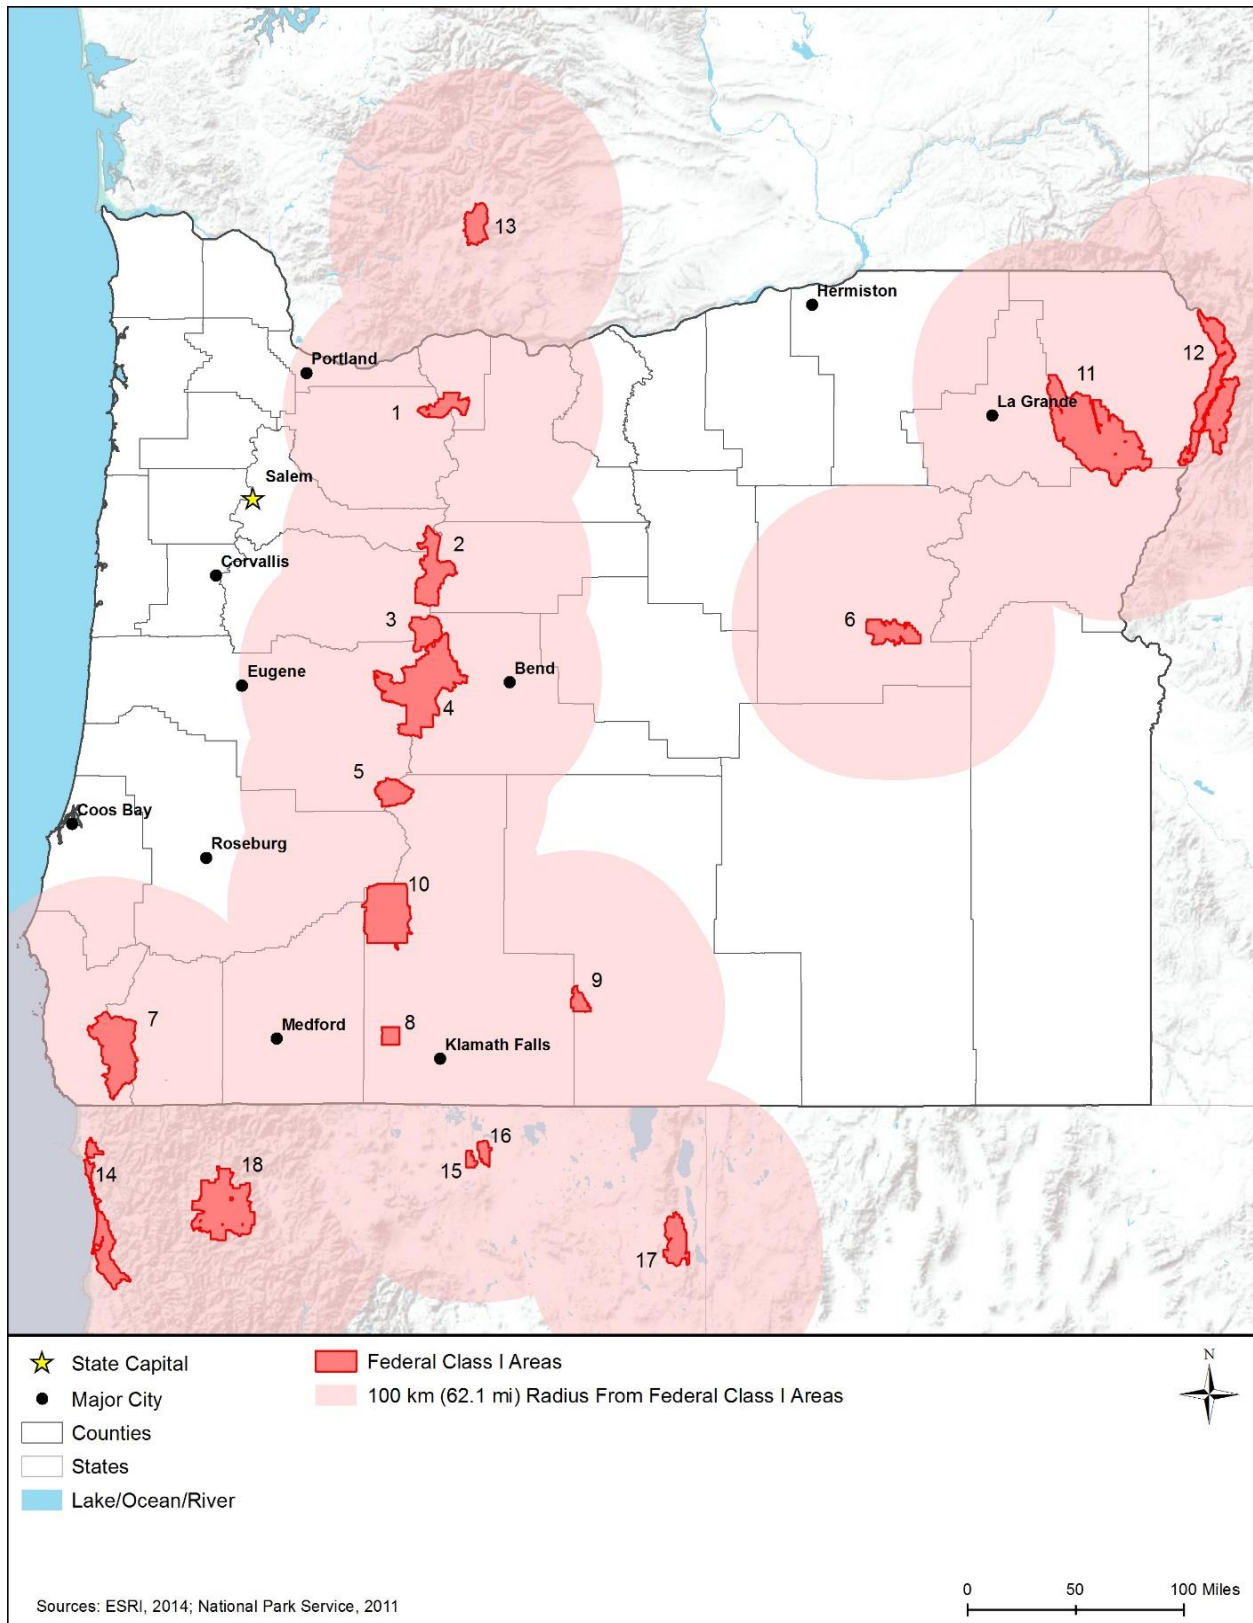 13
Hermiston
Portland
12
11
1
La Grande
Salem
2
Corvallis
3
6
Bend
Eugene
4
5
Coos Bay
Roseburg
10
9
7
Medford
8
Klamath Falls
16
14
18
15
17
State Capital
Major City
Counties
States
Lake/Ocean/River
Federal Class I Areas
100 km (62.1 mi) Radius From Federal Class I Areas
N
Sources: ESRI, 2014; National Park Service, 2011
0 50 100 Miles